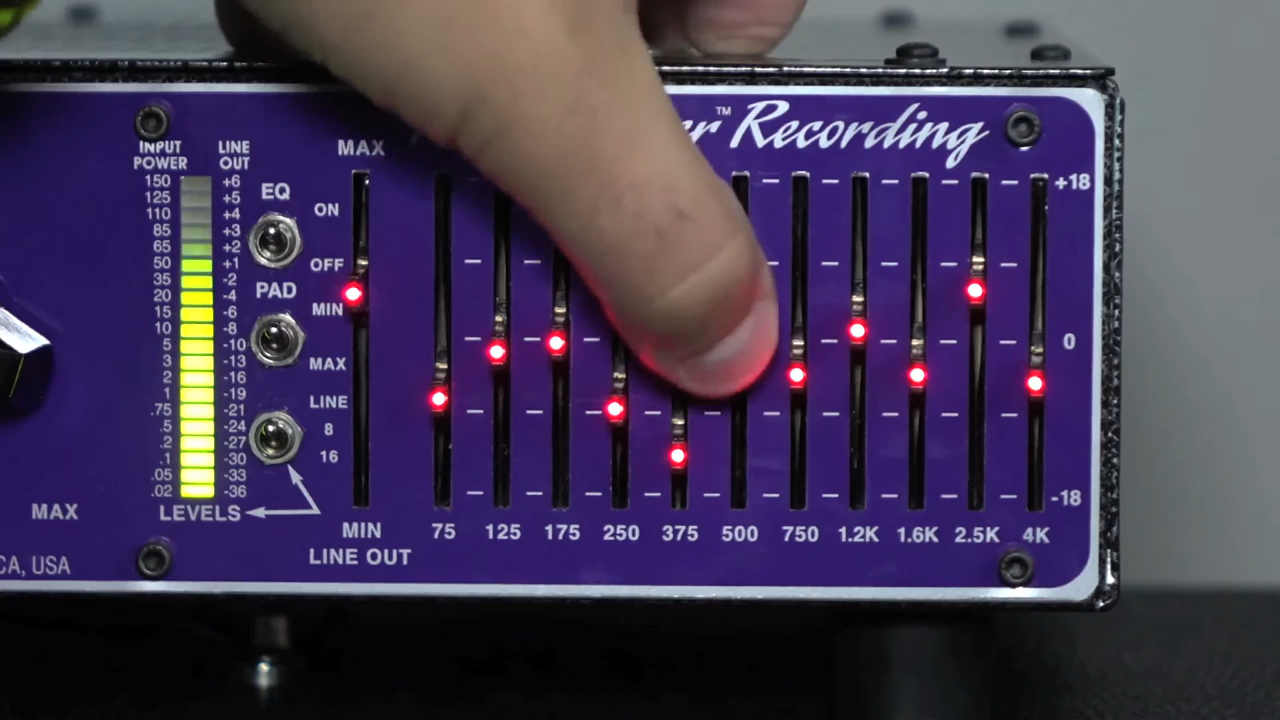 er™ Recording
INPUT POWER
LINE OUT
150 +6
125 +5
110 +4
85 +3
65 +2
50 +1
35 -2
20 -4
15 -6
10 -8
5 -10
3 -13
2 -16
1 -19
.75 -21
.5 -24
.2 -27
.1 -30
.05 -33
.02 -36
LEVELS
EQ
ON
OFF
PAD
MIN
MAX
LINE
8
16
MAX
MIN
LINE OUT
+18
0
-18
75 125 175 250 375 500 750 1.2K 1.6K 2.5K 4K
MAX
CA, USA